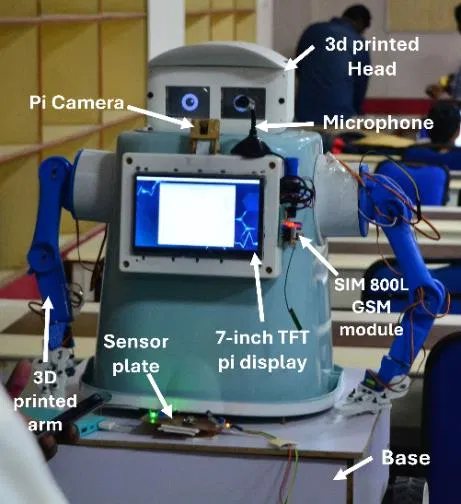 3d printed
Head
Pi Camera
Microphone
SIM 800L
GSM
module
Sensor
plate
7-inch TFT
pi display
3D
printed
arm
Base